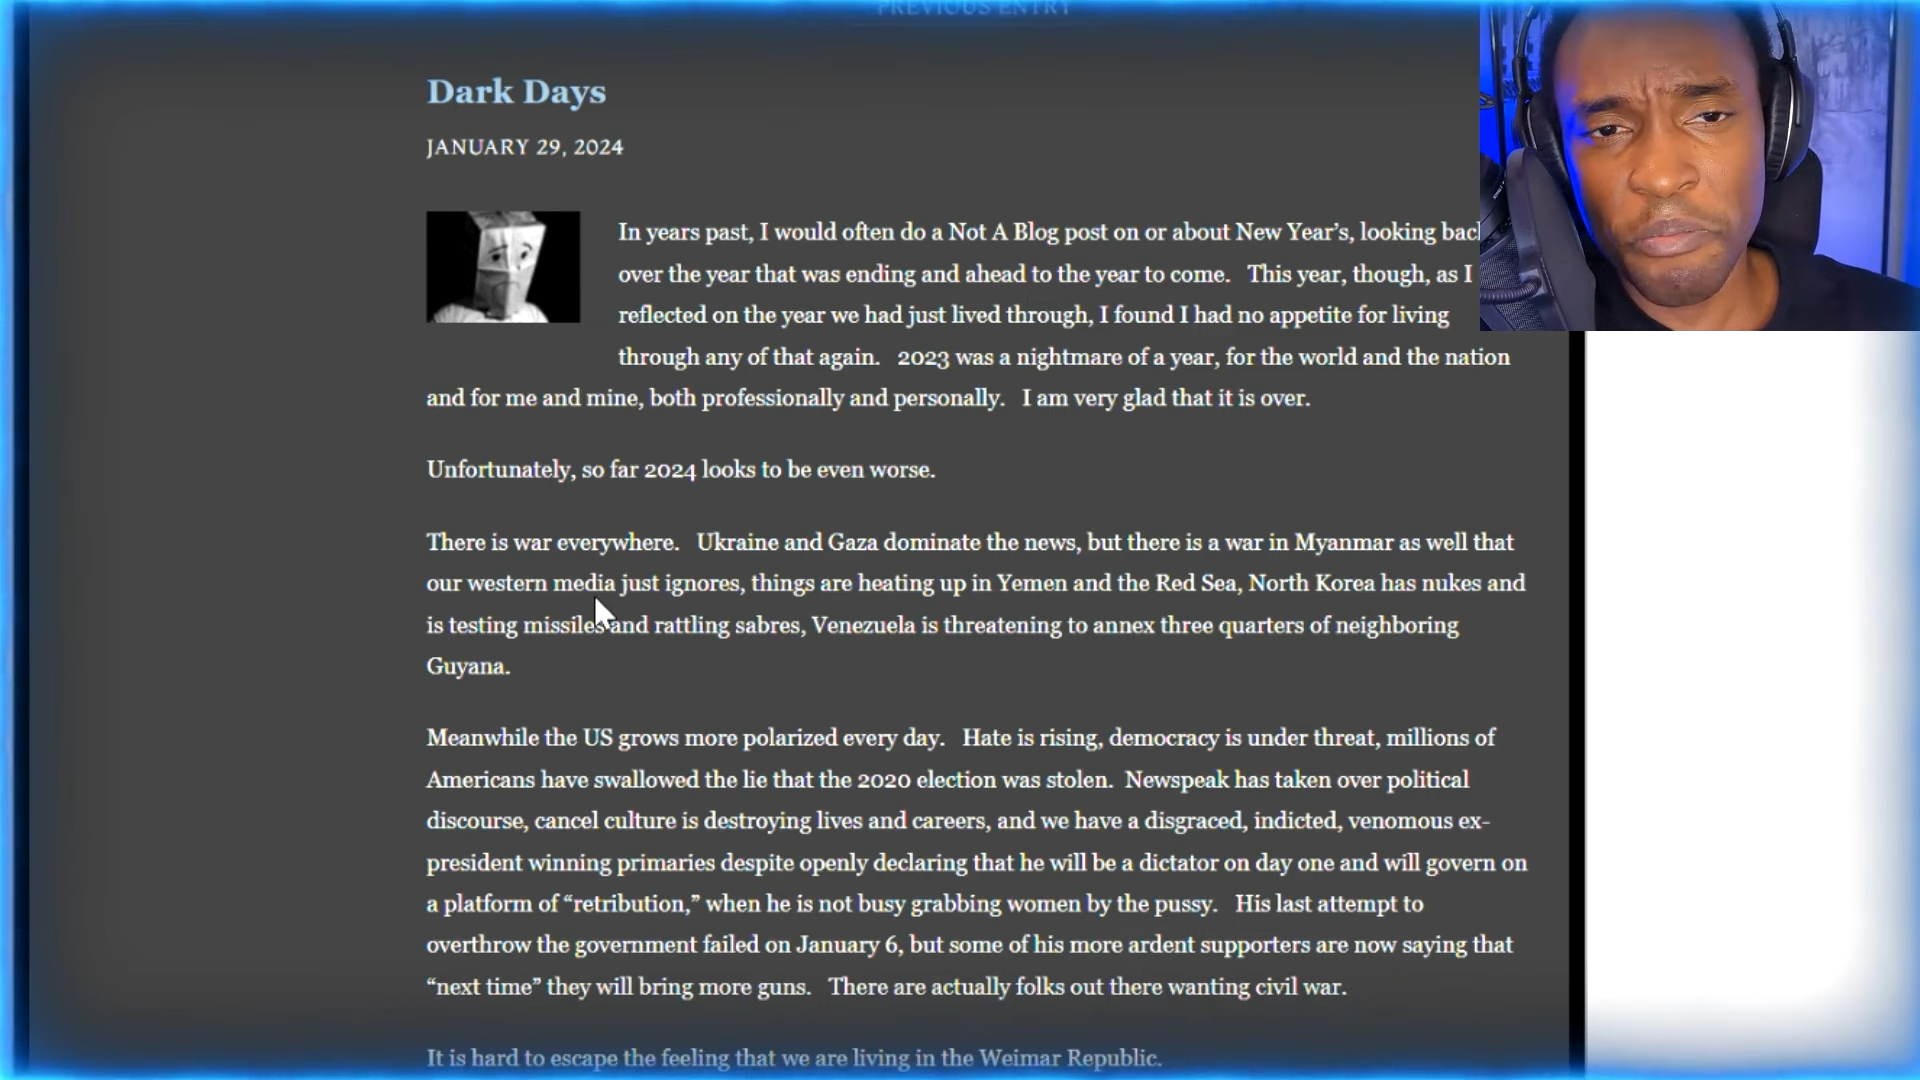 PREVIOUS ENTRY
Dark Days
JANUARY 29, 2024
In years past, I would often do a Not A Blog post on or about New Year's, looking bac
over the year that was ending and ahead to the year to come. This year, though, as I
reflected on the year we had just lived through, I found I had no appetite for living
through any of that again. 2023 was a nightmare of a year, for the world and the nation
and for me and mine, both professionally and personally. I am very glad that it is over.
Unfortunately, so far 2024 looks to be even worse.
There is war everywhere. Ukraine and Gaza dominate the news, but there is a war in Myanmar as well that
our western media just ignores, things are heating up in Yemen and the Red Sea, North Korea has nukes and
is testing missiles and rattling sabres, Venezuela is threatening to annex three quarters of neighboring
Guyana.
Meanwhile the US grows more polarized every day. Hate is rising, democracy is under threat, millions of
Americans have swallowed the lie that the 2020 election was stolen. Newspeak has taken over political
discourse, cancel culture is destroying lives and careers, and we have a disgraced, indicted, venomous ex-
president winning primaries despite openly declaring that he will be a dictator on day one and will govern on
a platform of “retribution,” when he is not busy grabbing women by the pussy. His last attempt to
overthrow the government failed on January 6, but some of his more ardent supporters are now saying that
“next time” they will bring more guns. There are actually folks out there wanting civil war.
It is hard to escape the feeling that we are living in the Weimar Republic.